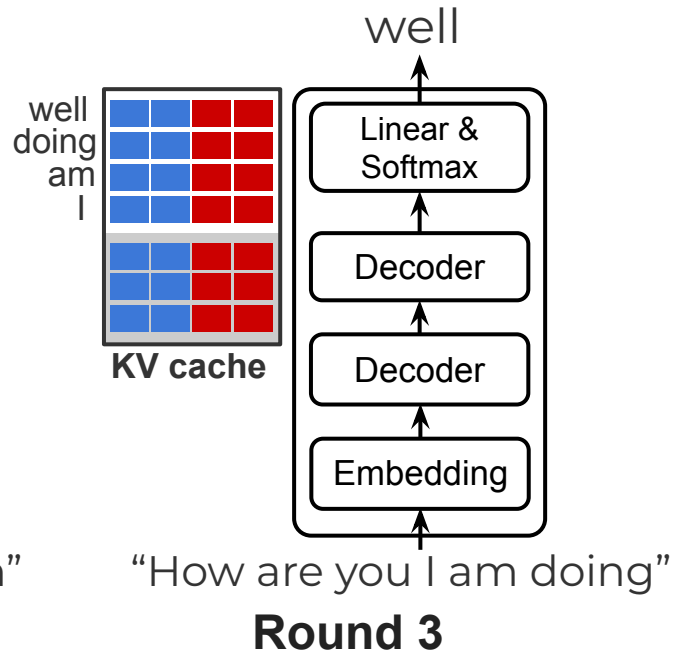 well
well
doing
am
I
KV cache
Linear &
Softmax
Decoder
Decoder
Embedding
"How are you I am doing"
Round 3